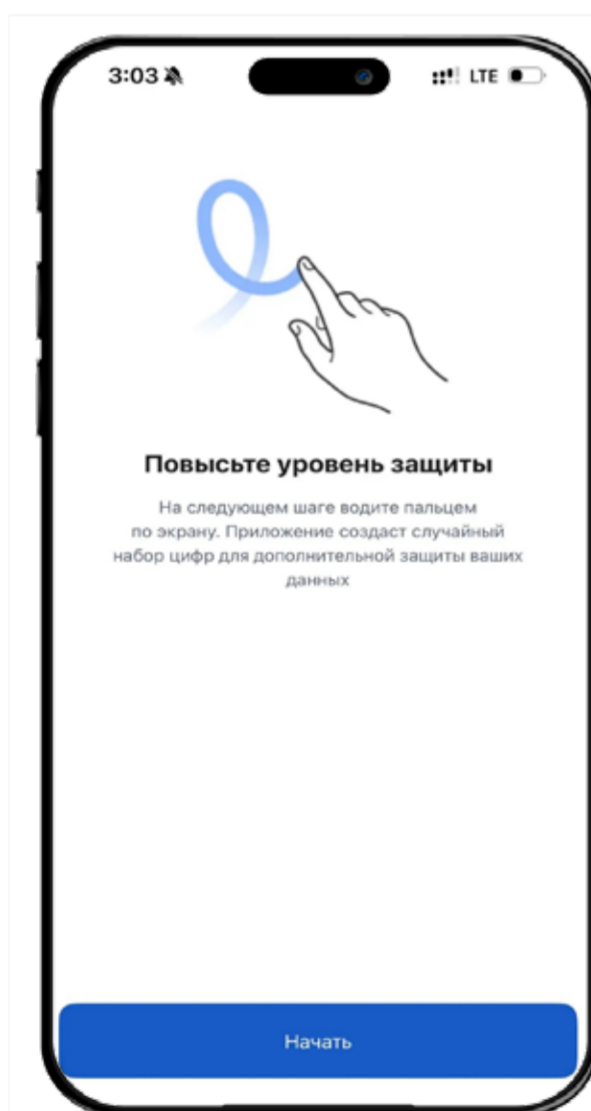 3:03 LTE
Повысьте уровень защиты
На следующем шаге водите пальцем
по экрану. Приложение создаст случайный
набор цифр для дополнительной защиты ваших
данных
Начать